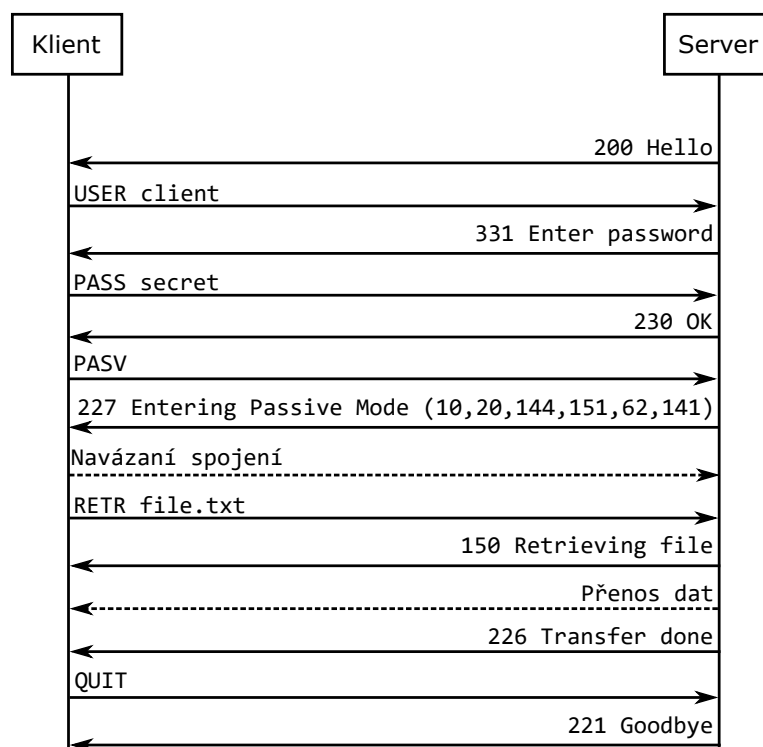 Klient
Server
200 Hello
USER client
331 Enter password
PASS secret
230 OK
PASV
227 Entering Passive Mode (10,20,144,151,62,141)
Navázaní spojení
RETR file.txt
150 Retrieving file
Přenos dat
226 Transfer done
QUIT
221 Goodbye